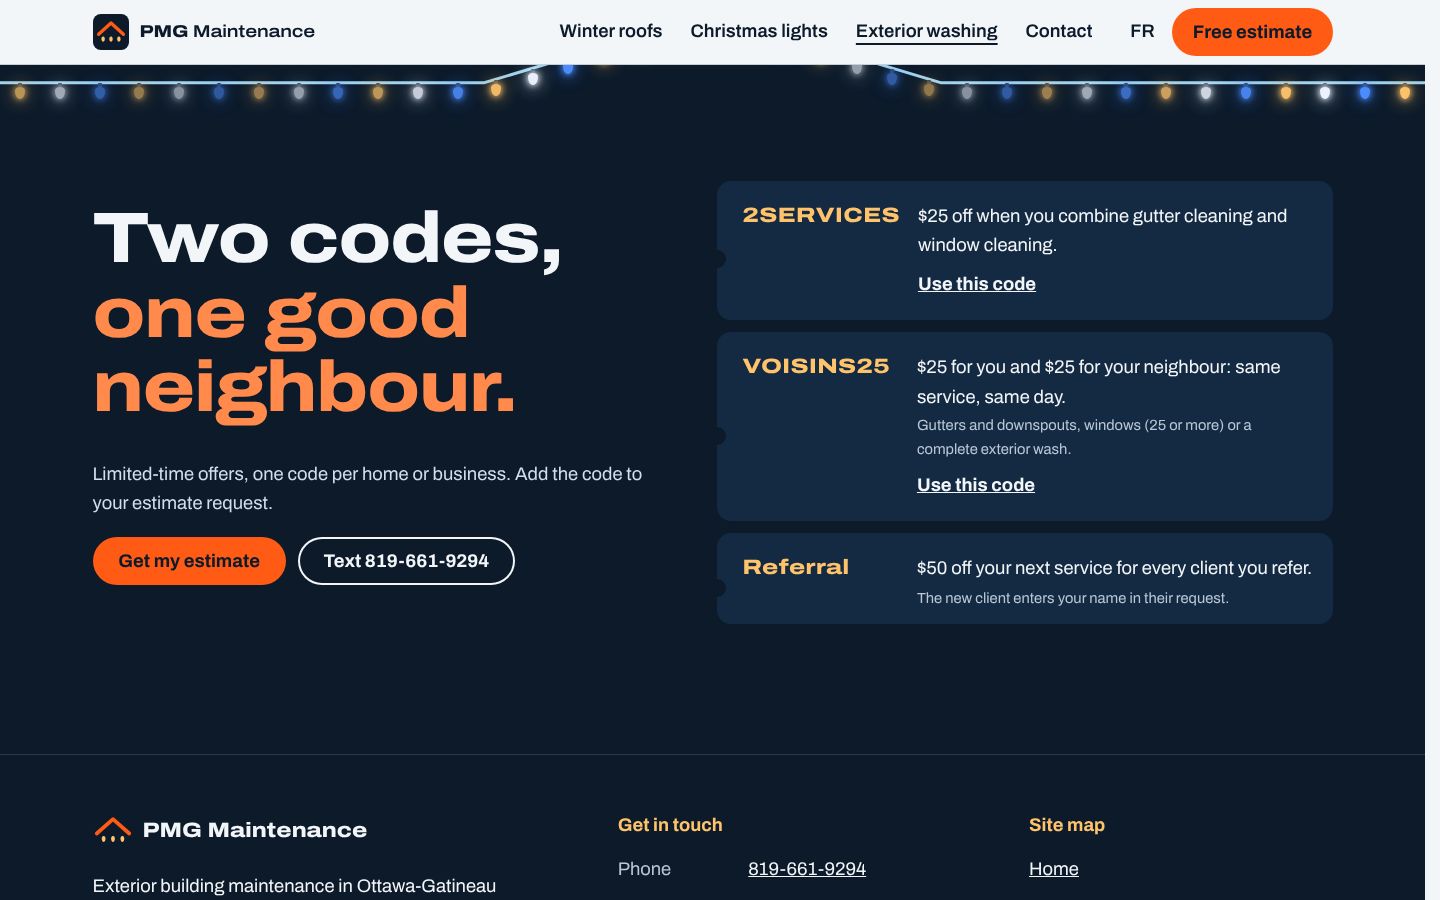 PMG Maintenance
Winter roofs
Christmas lights
Exterior washing
Contact
FR
Free estimate
Two codes,
one good
neighbour.
Limited-time offers, one code per home or business. Add the code to
your estimate request.
Get my estimate
Text 819-661-9294
2SERVICES
$25 off when you combine gutter cleaning and
window cleaning.
Use this code
VOISINS25
$25 for you and $25 for your neighbour: same
service, same day.
Gutters and downspouts, windows (25 or more) or a
complete exterior wash.
Use this code
Referral
$50 off your next service for every client you refer.
The new client enters your name in their request.
PMG Maintenance
Exterior building maintenance in Ottawa-Gatineau
Get in touch
Phone
819-661-9294
Site map
Home